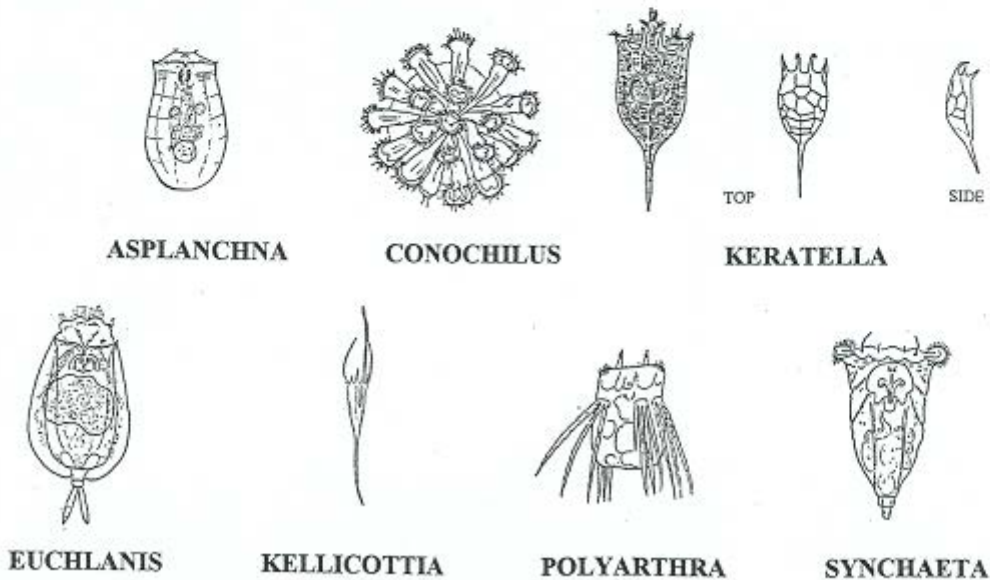 TOP
SIDE
ASPLANCHNA
CONOCHILUS
KERATELLA
EUCHLANIS
KELLICOTTIA
POLYARTHRA
SYNCHAETA